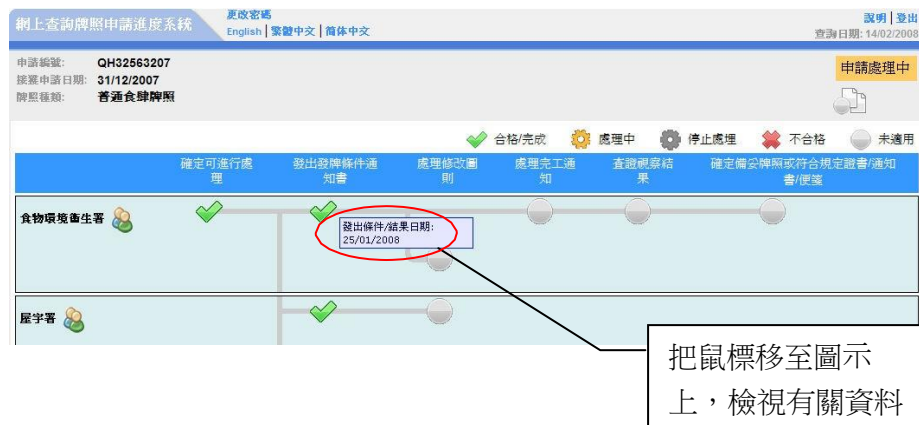 網上查詢牌照申請進度系統
更改密碼
English | 繁體中文 | 简体中文
說明 | 登出
查詢日期: 14/02/2008
申請編號: QH32563207
接獲申請日期: 31/12/2007
牌照種類: 普通食肆牌照
申請處理中
合格/完成 處理中 停止處理 不合格 未適用
確定可進行處理
發出發牌條件通知書
處理修改圖則
處理完工通知
查證視察結果
確定備妥牌照或符合規定證書/通知書/便箋
食物環境衞生署
發出條件/結果日期:
25/01/2008
屋宇署
把鼠標移至圖示
上，檢視有關資料